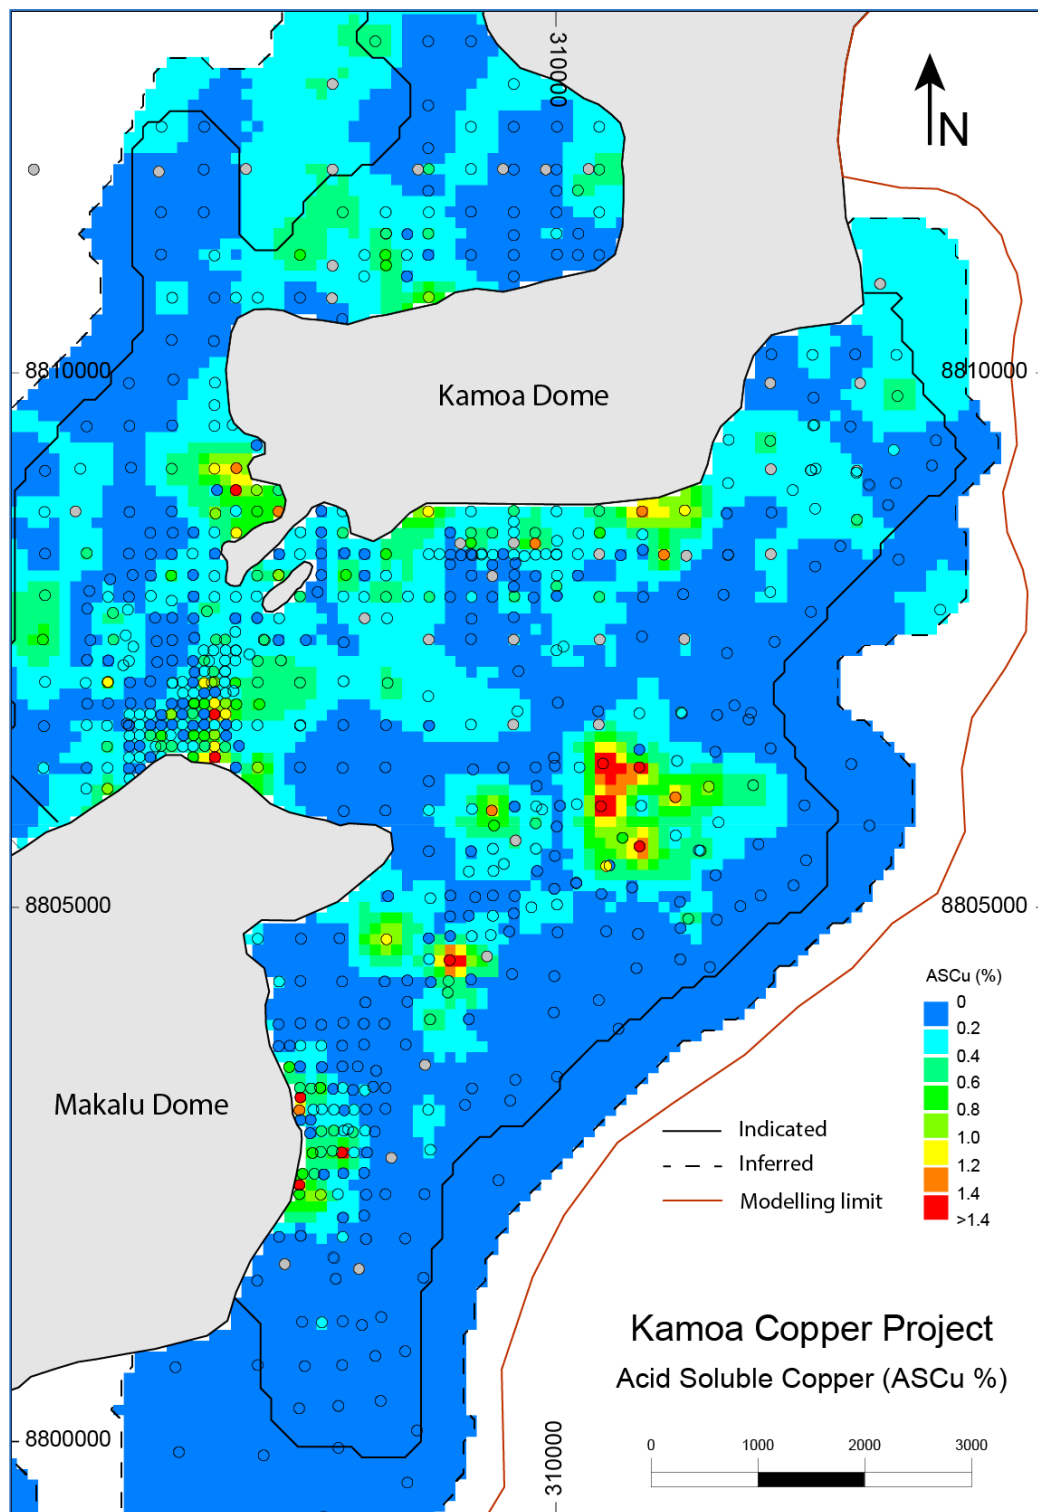 310000
N
8810000
8810000
Kamoa Dome
8805000
8805000
ASCu (%)
0
0.2
0.4
0.6
0.8
1.0
1.2
1.4
>1.4
Makalu Dome
Indicated
Inferred
Modelling limit
Kamoa Copper Project
Acid Soluble Copper (ASCu %)
8800000
310000
0 1000 2000 3000